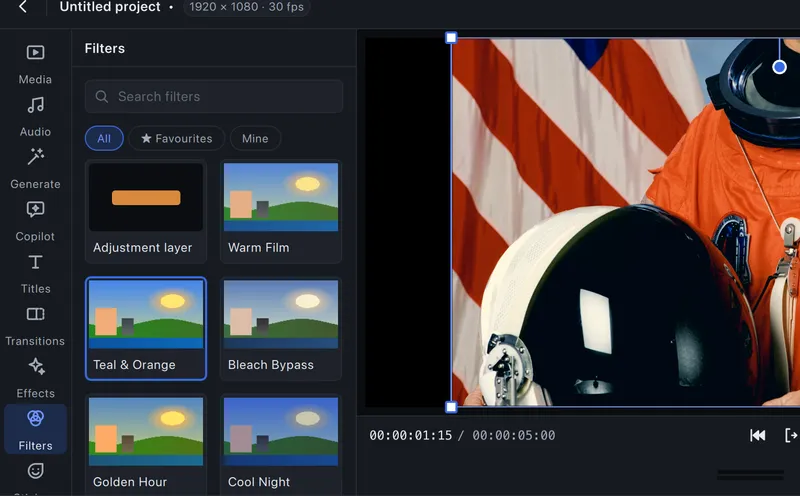 Untitled project • 1920 × 1080 · 30 fps
Media
Audio
Generate
Copilot
Titles
Transitions
Effects
Filters
Filters
Search filters
All
★ Favourites
Mine
Adjustment layer
Warm Film
Teal & Orange
Bleach Bypass
Golden Hour
Cool Night
00:00:01:15 / 00:00:05:00